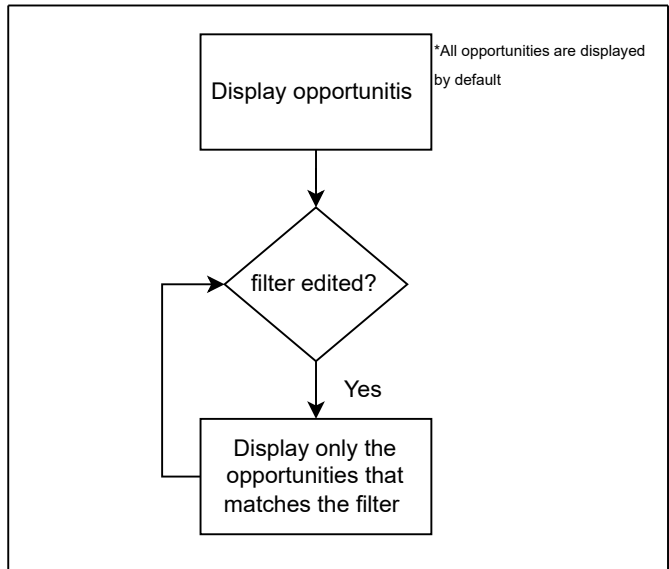 Display opportunitis
*All opportunities are displayed
by default
filter edited?
Yes
Display only the
opportunities that
matches the filter